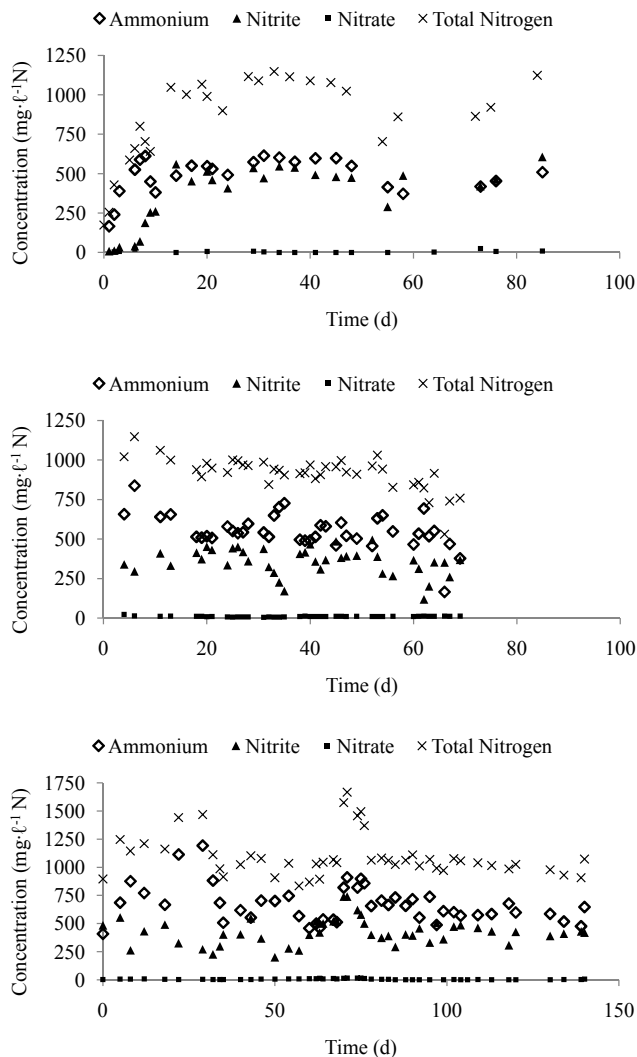 Ammonium Nitrite Nitrate Total Nitrogen
1250
1000
750
500
250
0
0 20 40 60 80 100
Concentration (mg·ℓ⁻¹N)
Time (d)
Ammonium Nitrite Nitrate Total Nitrogen
1250
1000
750
500
250
0
0 20 40 60 80 100
Concentration (mg·ℓ⁻¹ N)
Time (d)
Ammonium Nitrite Nitrate Total Nitrogen
1750
1500
1250
1000
750
500
250
0
0 50 100 150
Concentration (mg·ℓ⁻¹ N)
Time (d)